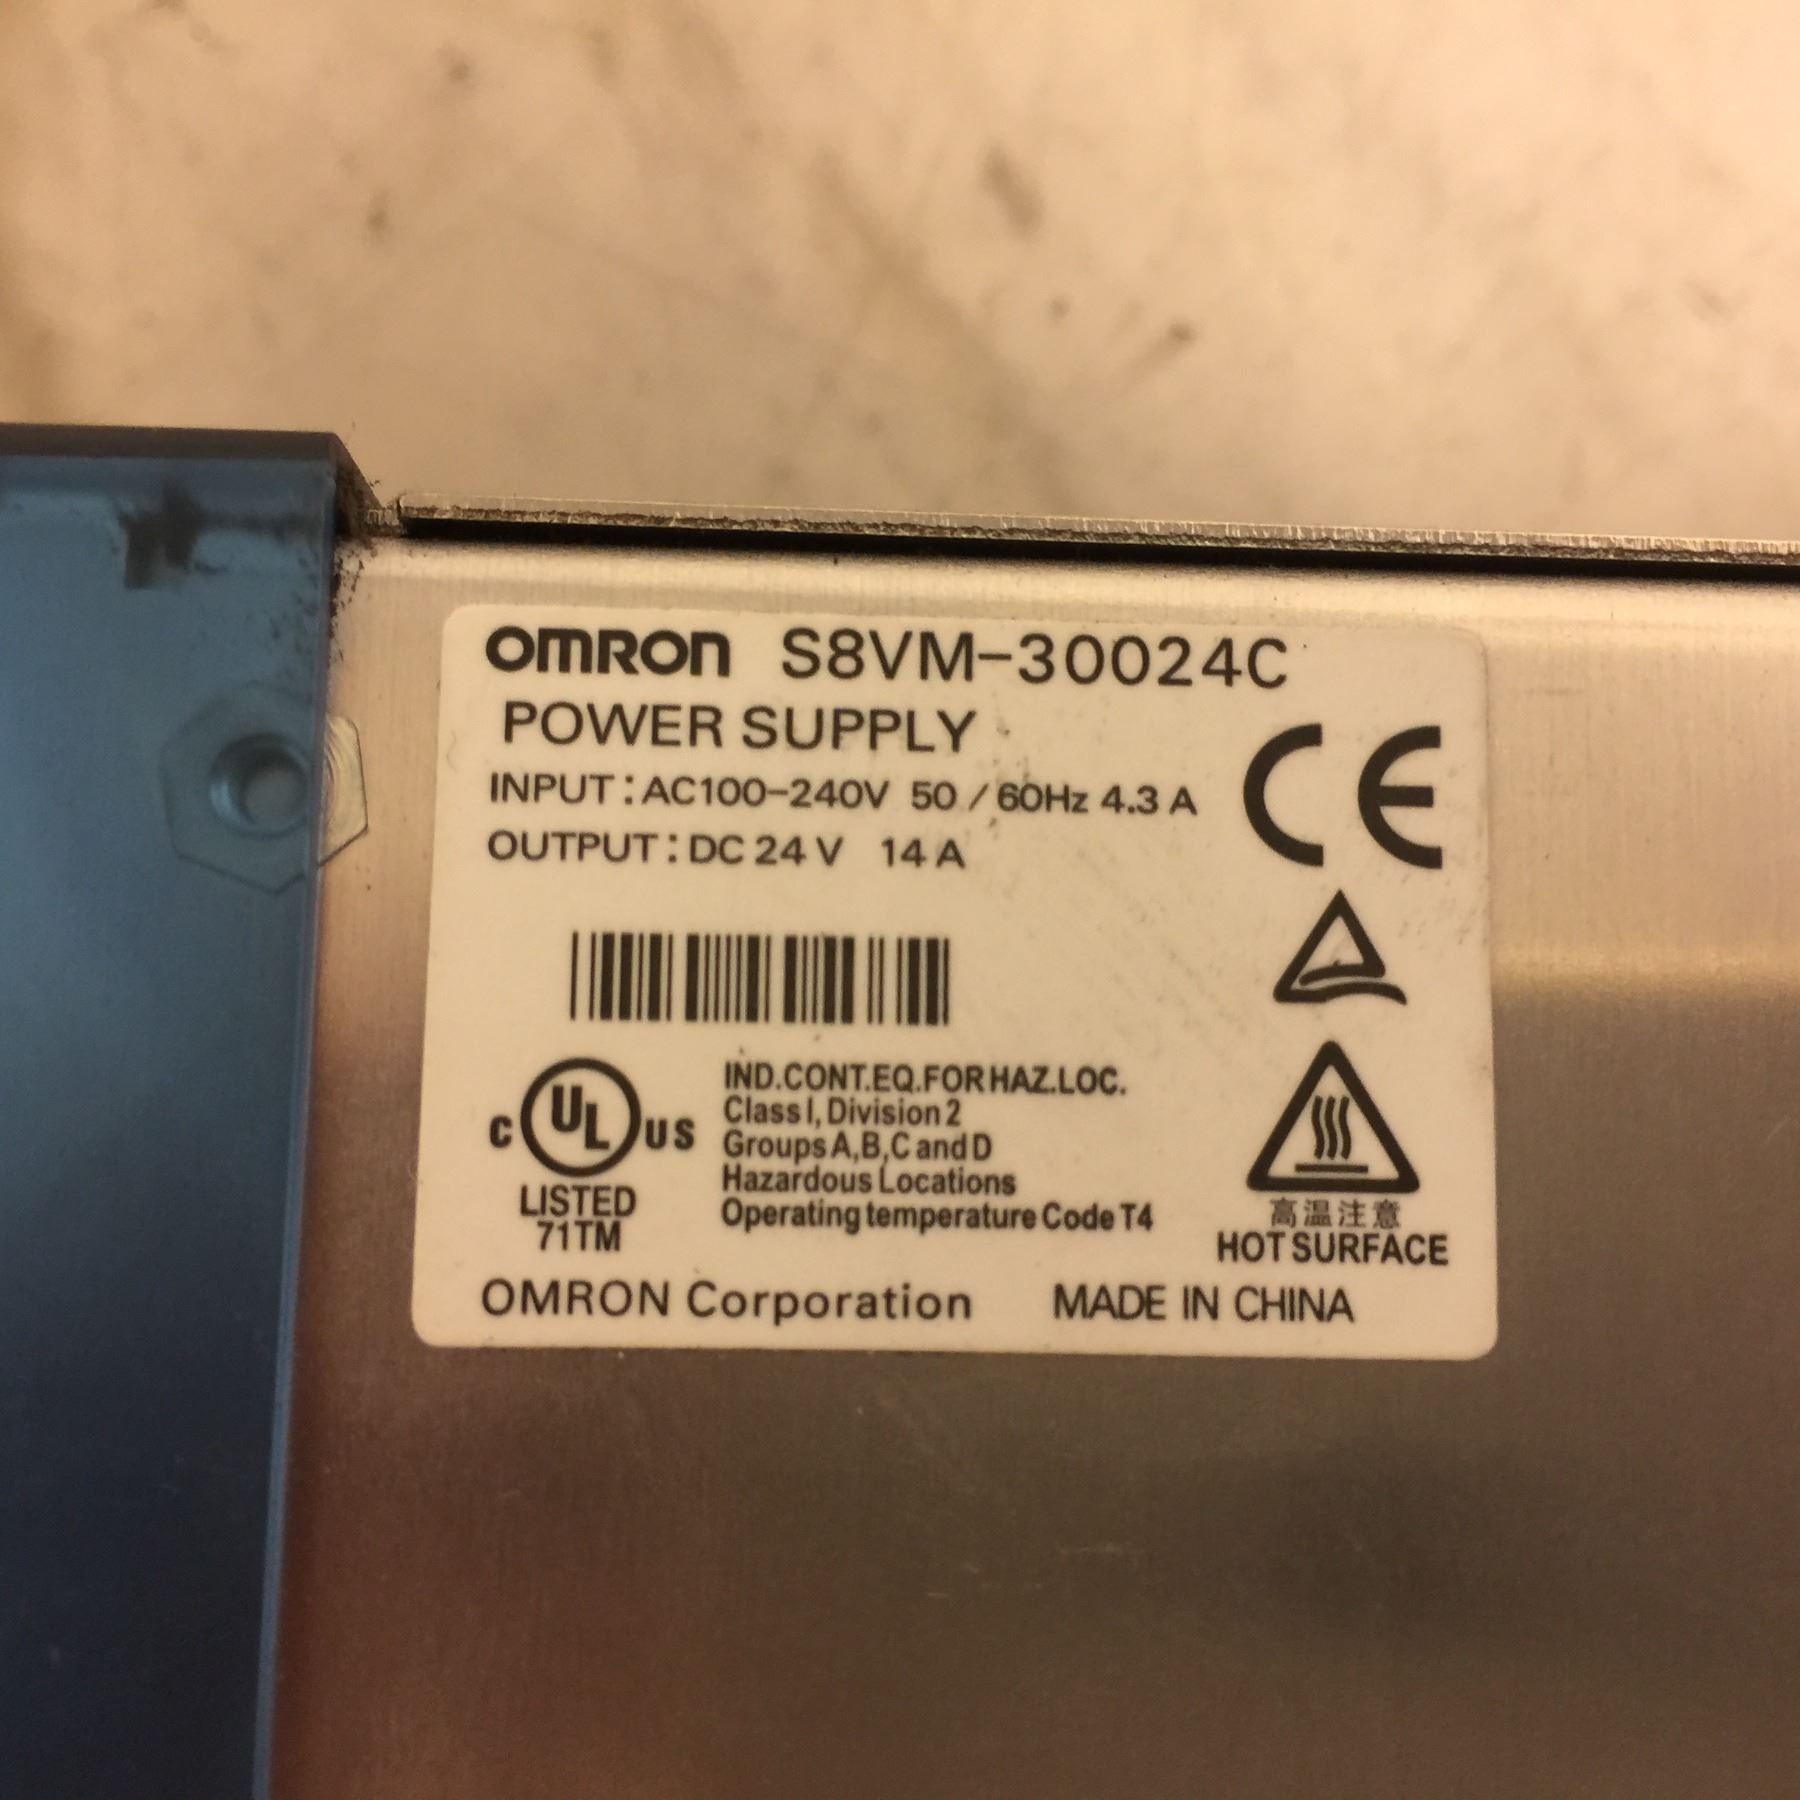 OMRON S8VM-30024C
POWER SUPPLY
INPUT : AC100-240V 50 / 60Hz 4.3 A
OUTPUT : DC 24 V 14 A
CE
c UL US
LISTED
71TM
IND.CONT.EQ.FOR HAZ.LOC.
Class I, Division 2
Groups A,B,C and D
Hazardous Locations
Operating temperature Code T4
高温注意
HOT SURFACE
OMRON Corporation MADE IN CHINA